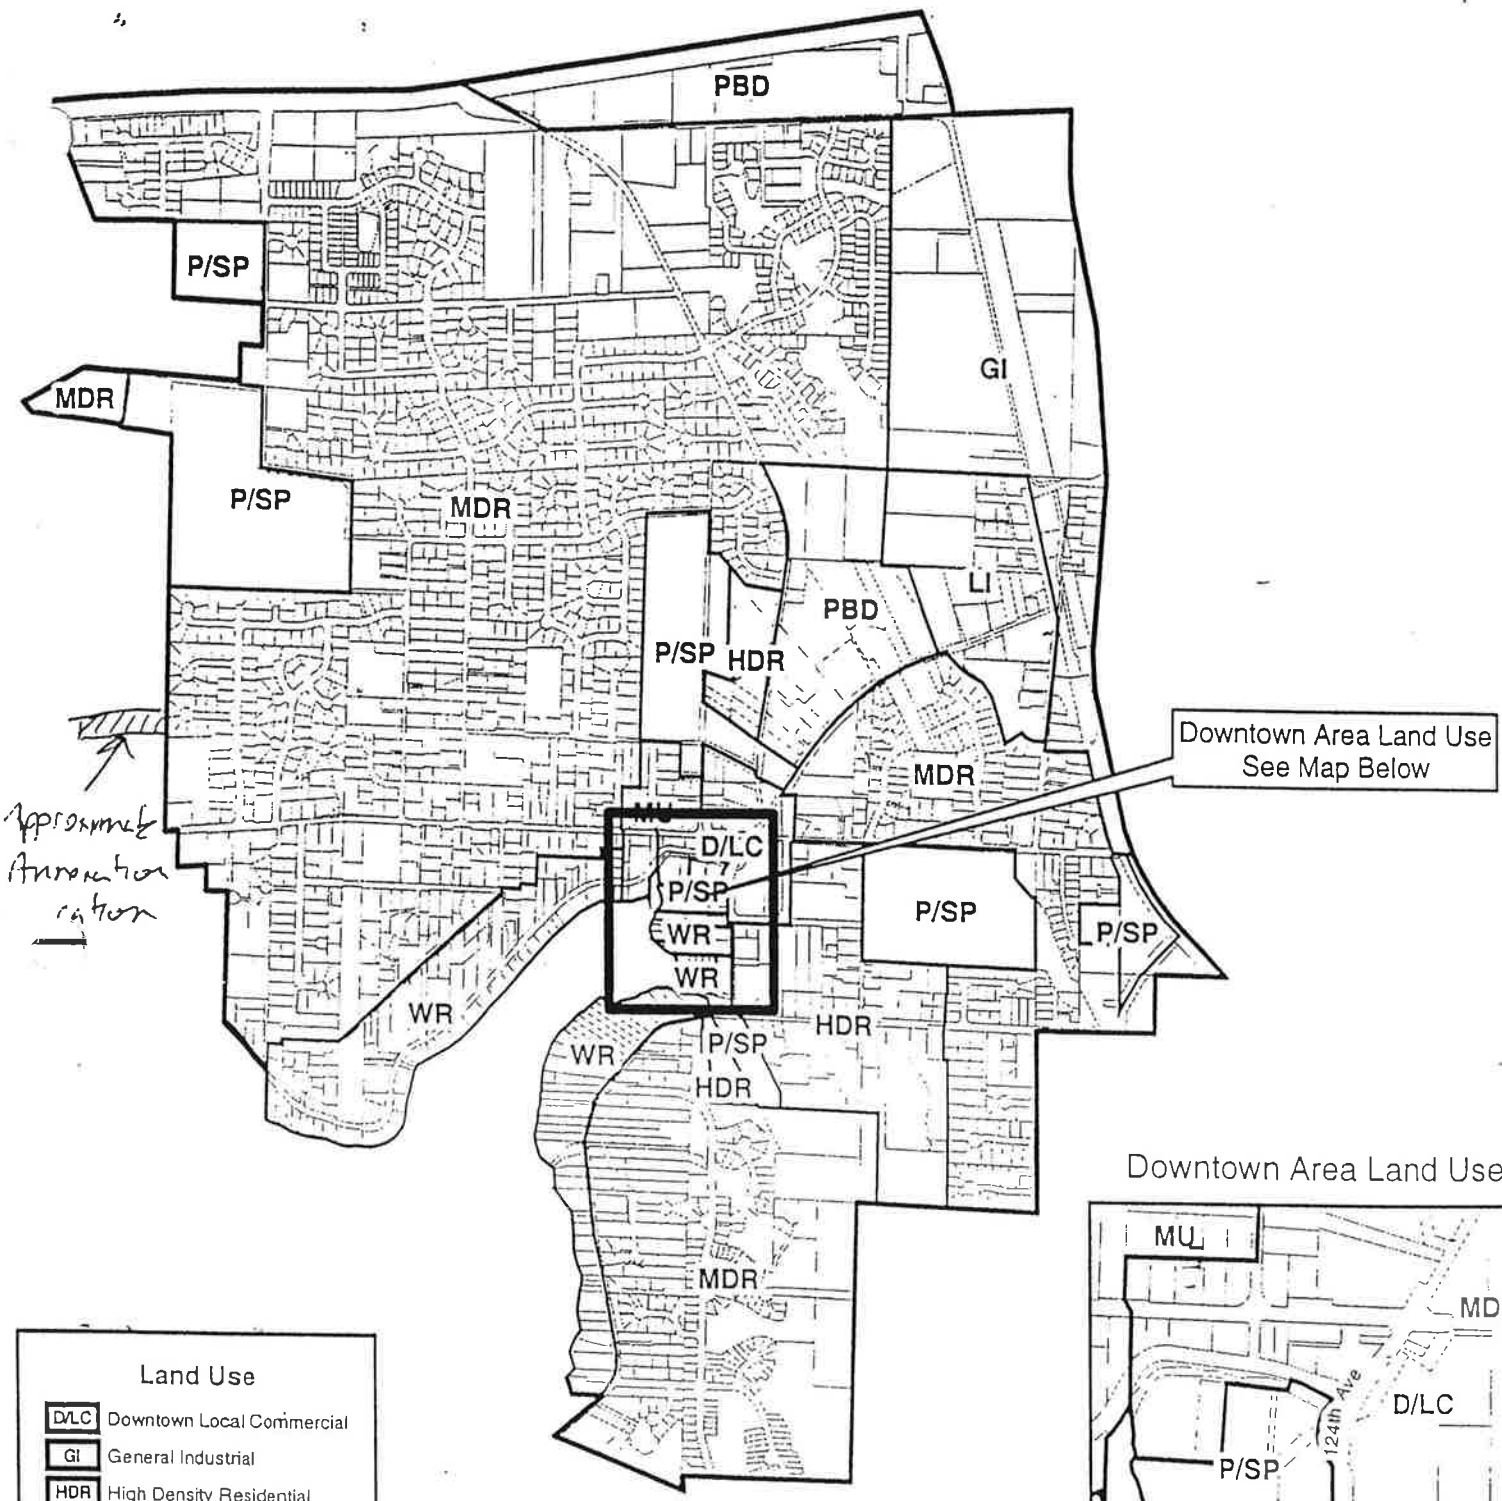 PBD
P/SP
MDR
GI
P/SP
MDR
LI
PBD
P/SP
HDR
Downtown Area Land Use
See Map Below
MDR
Approximate
Annexation
MU
D/LC
P/SP
P/SP
P/SP
WR
WR
WR
HDR
P/SP
WR
HDR
MDR
Downtown Area Land Use
MU
MD
124th Ave
D/LC
P/SP
Land Use
D/LC Downtown Local Commercial
GI General Industrial
HDR High Density Residential